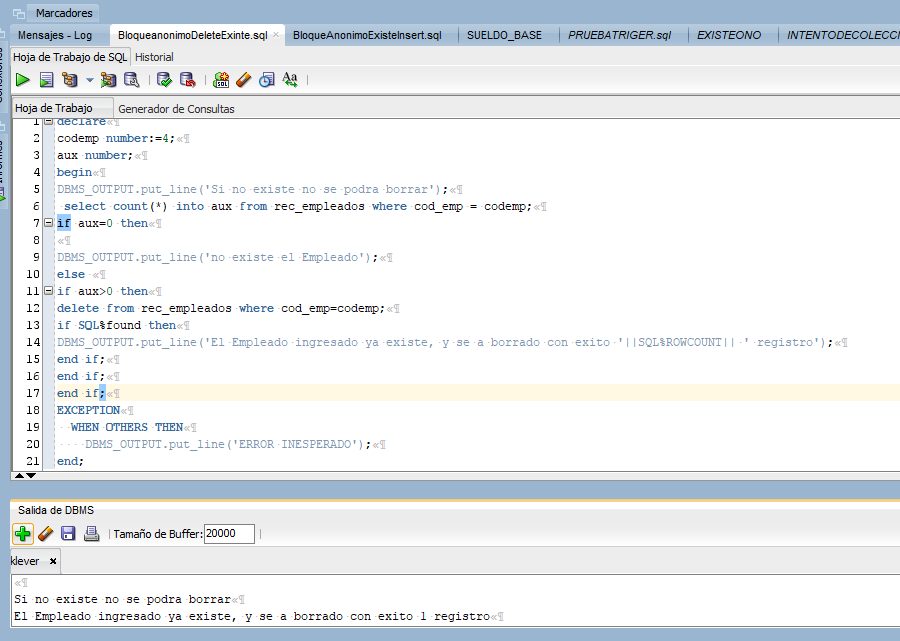 Marcadores
Mensajes - Log BloqueanonimoDeleteExinte.sql BloqueAnonimoExisteInsert.sql SUELDO_BASE PRUEBATRIGER.sql EXISTEONO INTENTODECOLECCI
Hoja de Trabajo de SQL Historial
Hoja de Trabajo Generador de Consultas
1 declare«¶
2 codemp·number:=4;«¶
3 aux·number;«¶
4 begin«¶
5 DBMS_OUTPUT.put_line('Si·no·existe·no·se·podra·borrar');«¶
6 ·select·count(*)·into·aux·from·rec_empleados·where·cod_emp·=·codemp;«¶
7 if·aux=0·then«¶
8 «¶
9 DBMS_OUTPUT.put_line('no·existe·el·Empleado');«¶
10 else·«¶
11 if·aux>0·then«¶
12 delete·from·rec_empleados·where·cod_emp=codemp;«¶
13 if·SQL%found·then«¶
14 DBMS_OUTPUT.put_line('El·Empleado·ingresado·ya·existe,·y·se·a·borrado·con·exito·'||SQL%ROWCOUNT||·'·registro');«¶
15 end·if;«¶
16 end·if;«¶
17 end·if;«¶
18 EXCEPTION«¶
19 ··WHEN·OTHERS·THEN«¶
20 ····DBMS_OUTPUT.put_line('ERROR·INESPERADO');«¶
21 end;
Salida de DBMS
Tamaño de Buffer: 20000
klever
«¶
Si·no·existe·no·se·podra·borrar«¶
El·Empleado·ingresado·ya·existe,·y·se·a·borrado·con·exito·1·registro«¶